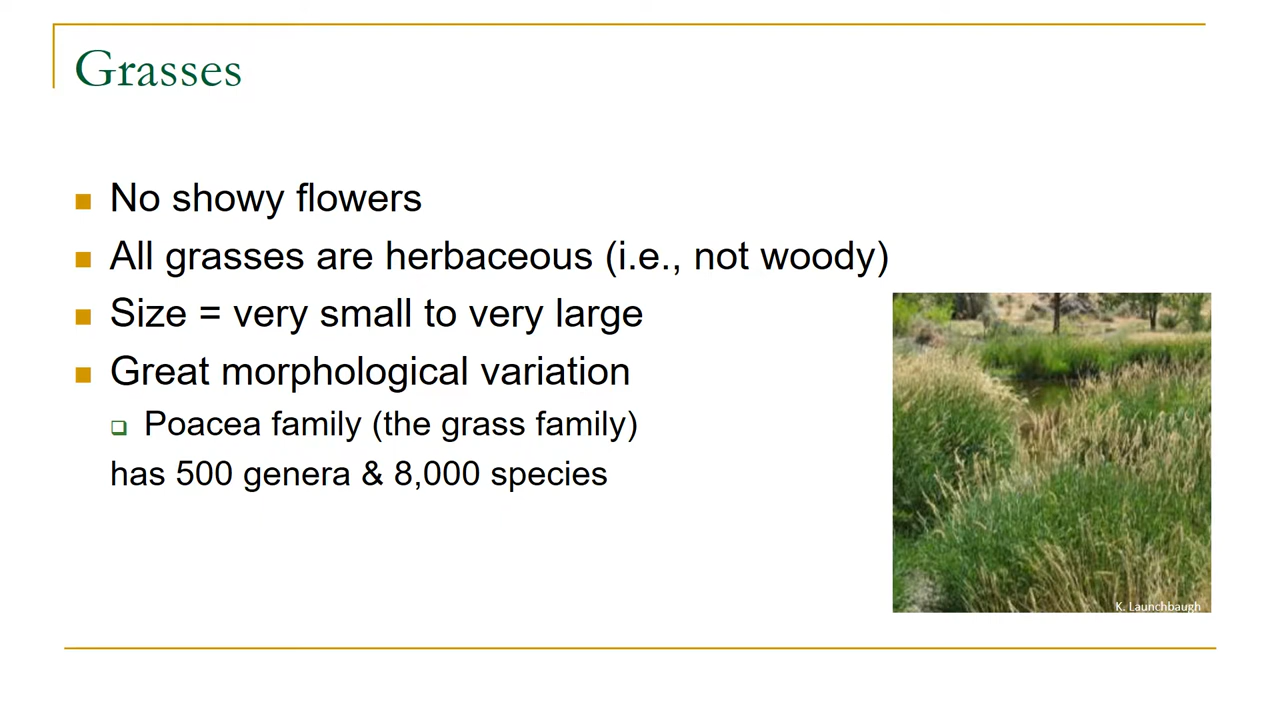 Grasses
No showy flowers
All grasses are herbaceous (i.e., not woody)
Size = very small to very large
Great morphological variation
Poacea family (the grass family)
has 500 genera & 8,000 species
K. Launchbaugh